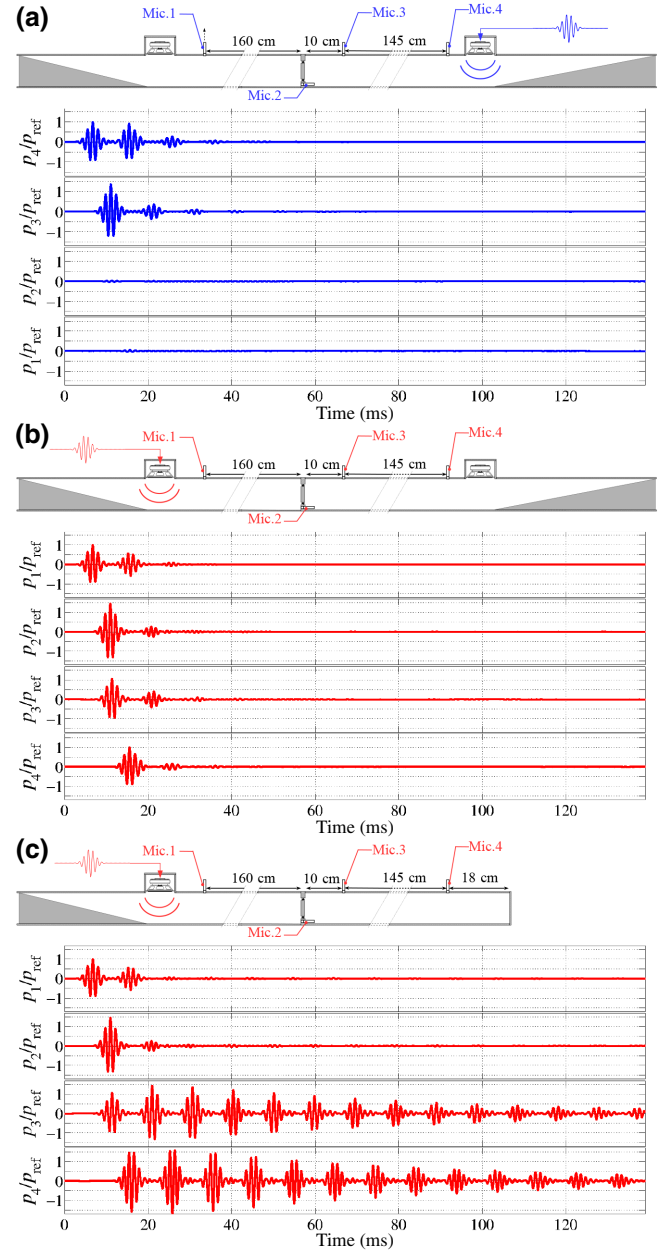 (a)
Mic.1
160 cm
10 cm
Mic.3
145 cm
Mic.4
Mic.2
1
0
−1
p4/pref
1
0
−1
p3/pref
1
0
−1
p2/pref
1
0
−1
p1/pref
0 20 40 60 80 100 120
Time (ms)
(b)
Mic.1
160 cm
10 cm
Mic.3
145 cm
Mic.4
Mic.2
1
0
−1
p1/pref
1
0
−1
p2/pref
1
0
−1
p3/pref
1
0
−1
p4/pref
0 20 40 60 80 100 120
Time (ms)
(c)
Mic.1
160 cm
10 cm
Mic.3
145 cm
Mic.4
18 cm
Mic.2
1
0
−1
p1/pref
1
0
−1
p2/pref
1
0
−1
p3/pref
1
0
−1
p4/pref
0 20 40 60 80 100 120
Time (ms)